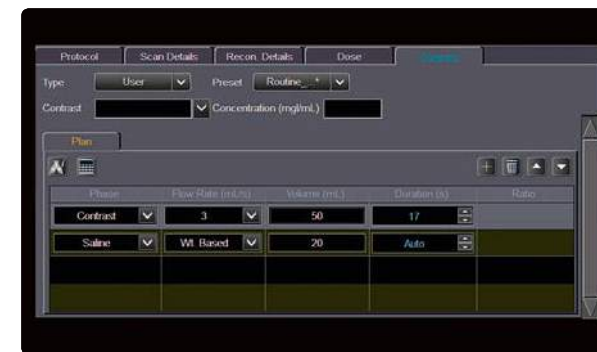 Protocol Scan Details Recon. Details Dose
Type User Preset Routine_...*
Contrast Concentration (mgI/mL)
Plan
Phase Flow Rate (mL/s) Volume (mL) Duration (s) Ratio
Contrast 3 50 17
Saline Wt. Based 20 Auto